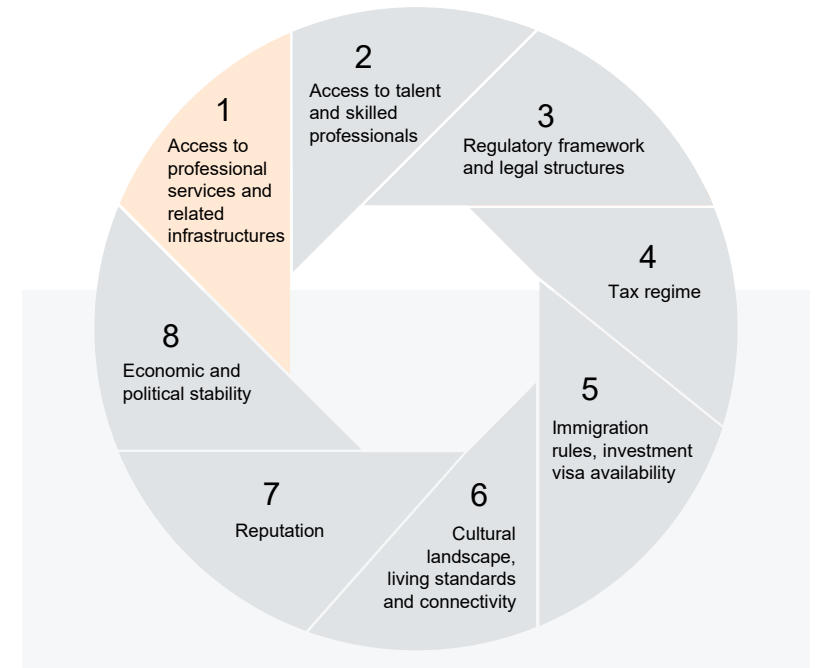 1
Access to
professional
services and
related
infrastructures
2
Access to talent
and skilled
professionals
3
Regulatory framework
and legal structures
4
Tax regime
5
Immigration
rules, investment
visa availability
6
Cultural
landscape,
living standards
and connectivity
7
Reputation
8
Economic and
political stability